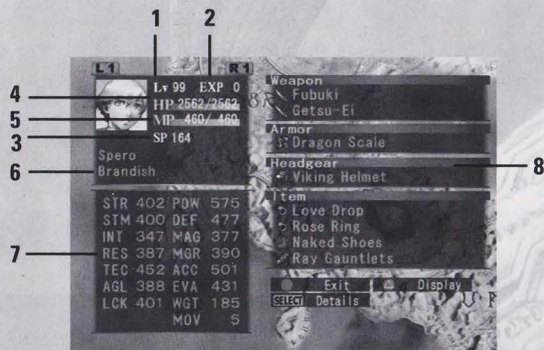 1 2
L1 R1
4 Lv 99 EXP 0
HP 2562/2562
5 MP 460/460
3 SP 164
Spero
6 Brandish
STR 402 POW 575
STM 400 DEF 477
INT 347 MAG 377
7 RES 387 MGR 390
TEC 452 ACC 501
AGL 388 EVA 431
LCK 401 WGT 185
MOV 5
Weapon
Fubuki
Getsu-Ei
Armor
Dragon Scale
Headgear 8
Viking Helmet
Item
Love Drop
Rose Ring
Naked Shoes
Ray Gauntlets
Exit Display
SELECT Details